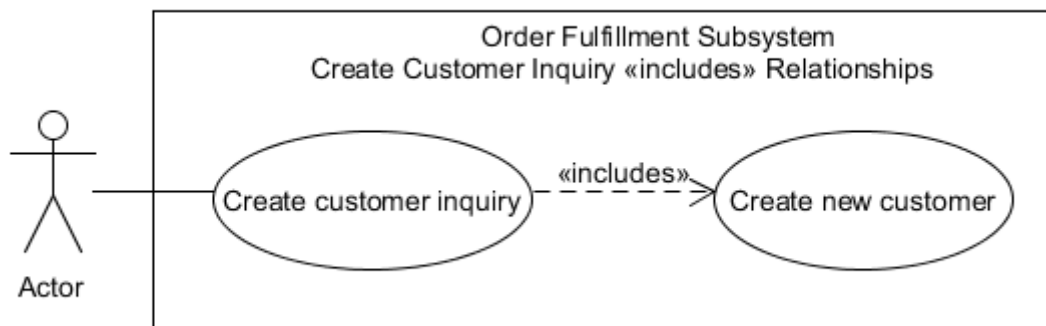 Order Fulfillment Subsystem
Create Customer Inquiry «includes» Relationships
Create customer inquiry
«includes»
Create new customer
Actor